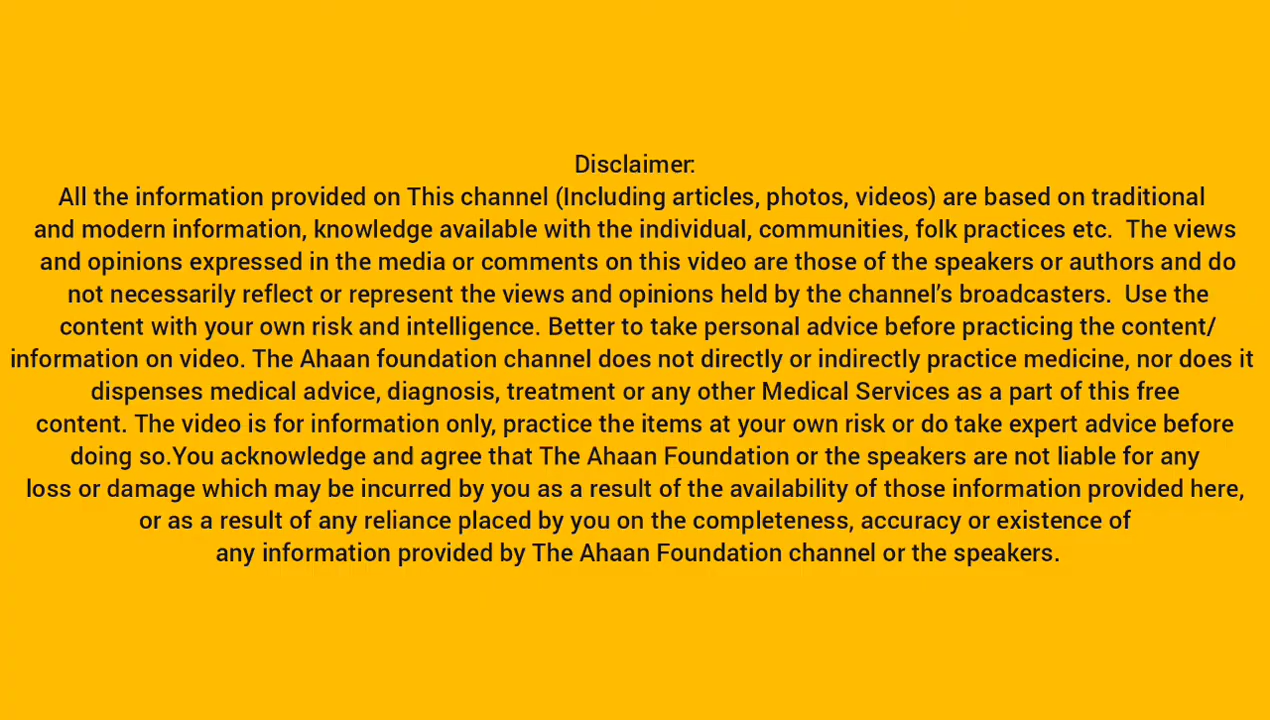 Disclaimer:
All the information provided on This channel (Including articles, photos, videos) are based on traditional
and modern information, knowledge available with the individual, communities, folk practices etc.  The views
and opinions expressed in the media or comments on this video are those of the speakers or authors and do
not necessarily reflect or represent the views and opinions held by the channel's broadcasters.  Use the
content with your own risk and intelligence. Better to take personal advice before practicing the content/
information on video. The Ahaan foundation channel does not directly or indirectly practice medicine, nor does it
dispenses medical advice, diagnosis, treatment or any other Medical Services as a part of this free
content. The video is for information only, practice the items at your own risk or do take expert advice before
doing so.You acknowledge and agree that The Ahaan Foundation or the speakers are not liable for any
loss or damage which may be incurred by you as a result of the availability of those information provided here,
or as a result of any reliance placed by you on the completeness, accuracy or existence of
any information provided by The Ahaan Foundation channel or the speakers.